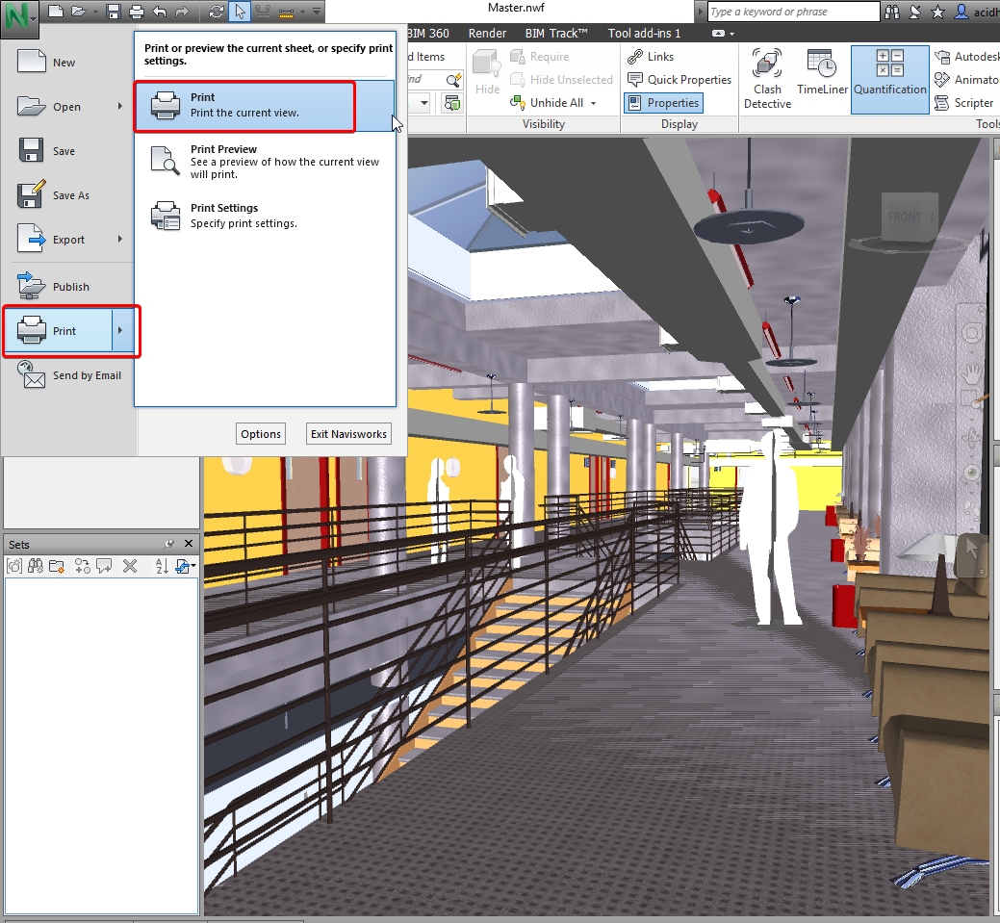 Master.nwf
Type a keyword or phrase
acidh
BIM 360
Render
BIM Track™
Tool add-ins 1
New
Open
Save
Save As
Export
Publish
Print
Send by Email
Print or preview the current sheet, or specify print
settings.
Print
Print the current view.
Print Preview
See a preview of how the current view
will print.
Print Settings
Specify print settings.
Options
Exit Navisworks
d Items
ind
Hide
Require
Hide Unselected
Unhide All
Visibility
Links
Quick Properties
Properties
Display
Clash
Detective
TimeLiner
Quantification
Autodes
Animato
Scripter
Tools
FRONT
Sets